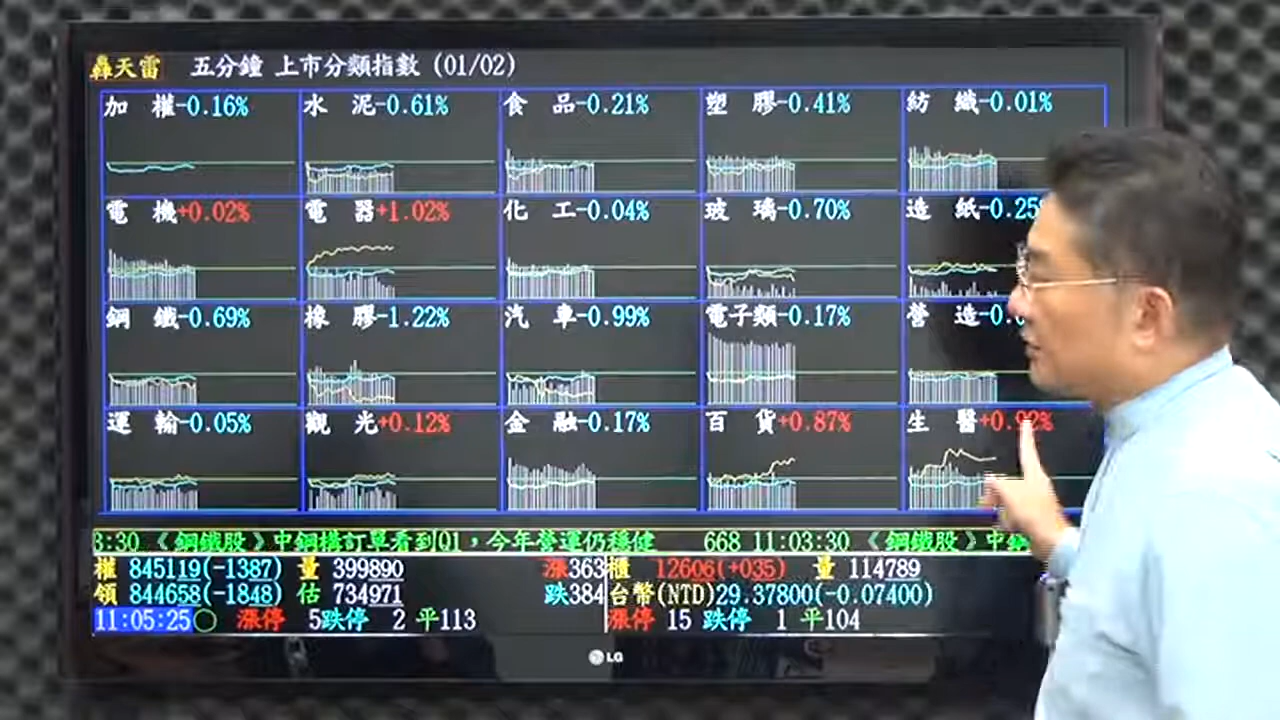 轟天雷 五分鐘 上市分類指數 (01/02)
加 權-0.16% 水 泥-0.61% 食 品-0.21% 塑 膠-0.41% 紡 織-0.01%
電 機+0.02% 電 器+1.02% 化 工-0.04% 玻 璃-0.70% 造 紙-0.25
鋼 鐵-0.69% 橡 膠-1.22% 汽 車-0.99% 電子類-0.17% 營 造-0.
運 輸-0.05% 觀 光+0.12% 金 融-0.17% 百 貨+0.87% 生 醫+0.92%
3:30 《鋼鐵股》中鋼構訂單看到Q1，今年營運仍穩健 668 11:03:30 《鋼鐵股》中鋼
權 845119(-1387) 量 399890 漲363 櫃 12606(+035) 量 114789
領 844658(-1848) 估 734971 跌384 台幣(NTD)29.37800(-0.07400)
11:05:25 漲停 5跌停 2 平113 漲停 15 跌停 1 平104
LG